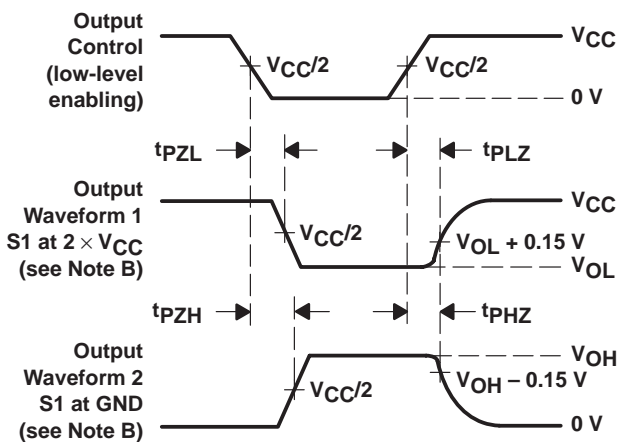 Output
Control
(low-level
enabling)
VCC/2
VCC/2
VCC
0 V
tPZL
tPLZ
Output
Waveform 1
S1 at 2 × VCC
(see Note B)
VCC/2
VCC
VOL + 0.15 V
VOL
tPZH
tPHZ
Output
Waveform 2
S1 at GND
(see Note B)
VCC/2
VOH
VOH – 0.15 V
0 V